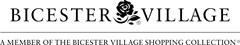 BICESTER VILLAGE
A MEMBER OF THE BICESTER VILLAGE SHOPPING COLLECTION®